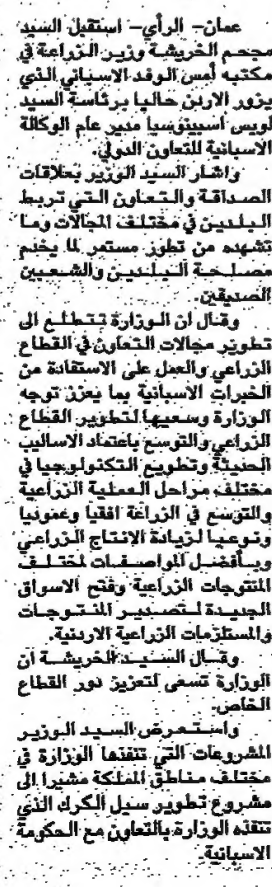 عمان– الرأي– استقبل السيد
مجحم الخريشة وزير الزراعة في
مكتبه أمس الوفد الاسباني الذي
يزور الاردن حاليا برئاسة السيد
لويس اسبينوسيا مدير عام الوكالة
الاسبانية للتعاون الدولي.
واشار السيد الوزير بعلاقات
الصداقة والتعاون التي تربط
البلدين في مختلف المجالات وما
تشهده من تطور مستمر لما يخدم
مصلحة البلدين والشعبين
الصديقين.
وقال ان الوزارة تتطلع الى
تطوير مجالات التعاون في القطاع
الزراعي والعمل على الاستفادة من
الخبرات الاسبانية بما يعزز توجه
الوزارة وسعيها لتطوير القطاع
الزراعي والتوسع باعتماد الاساليب
الحديثة وتطويع التكنولوجيا في
مختلف مراحل العملية الزراعية
والتوسع في الزراعة افقيا وعموديا
ونوعيا لزيادة الإنتاج الزراعي
وبأفضل المواصفات لمختلف
المنتوجات الزراعية وفتح الاسواق
الجديدة لتصدير المنتوجات
والمستلزمات الزراعية الاردنية.
وقال السيد الخريشة ان
الوزارة تسعى لتعزيز دور القطاع
الخاص.
واستعرض السيد الوزير
المشروعات التي تنفذها الوزارة في
مختلف مناطق المملكة مشيرا الى
مشروع تطوير سيل الكرك الذي
تنفذه الوزارة بالتعاون مع الحكومة
الاسبانية.